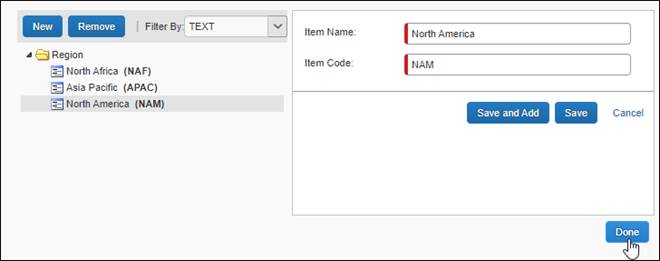 New Remove | Filter By: TEXT
Region
North Africa (NAF)
Asia Pacific (APAC)
North America (NAM)
Item Name: North America
Item Code: NAM
Save and Add Save Cancel
Done